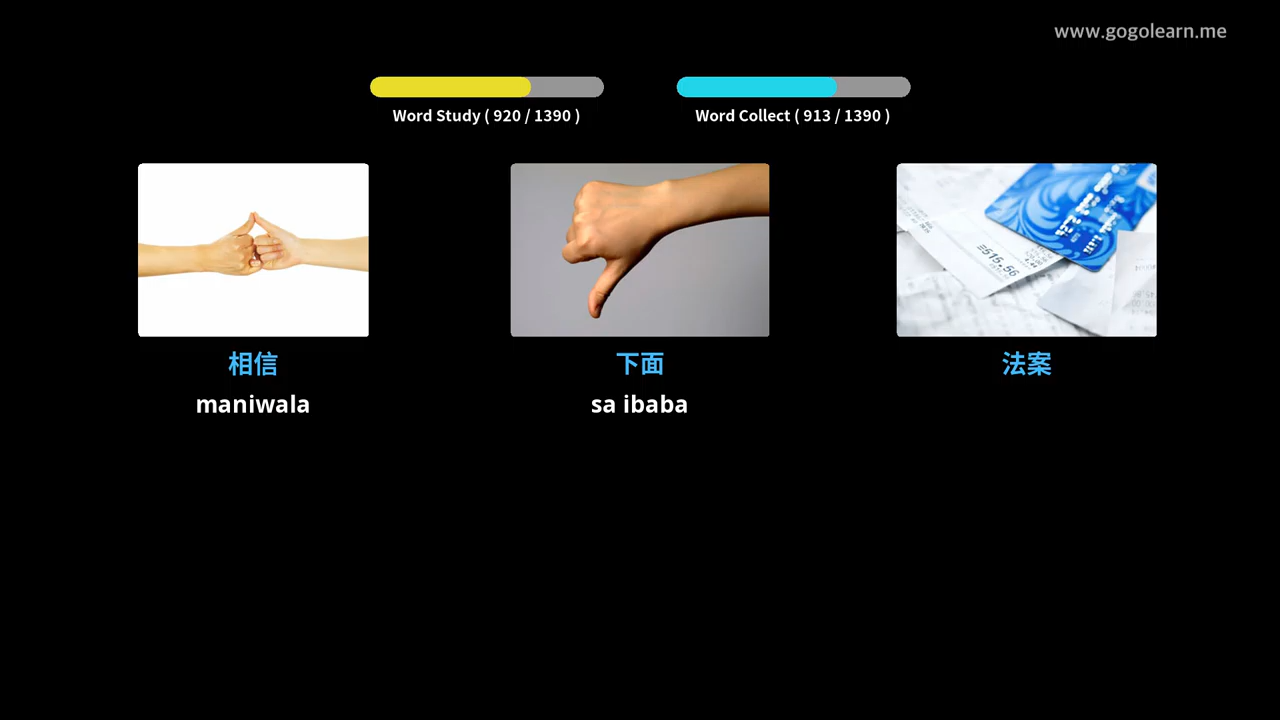 www.gogolearn.me
Word Study ( 920 / 1390 )
Word Collect ( 913 / 1390 )
相信
maniwala
下面
sa ibaba
法案